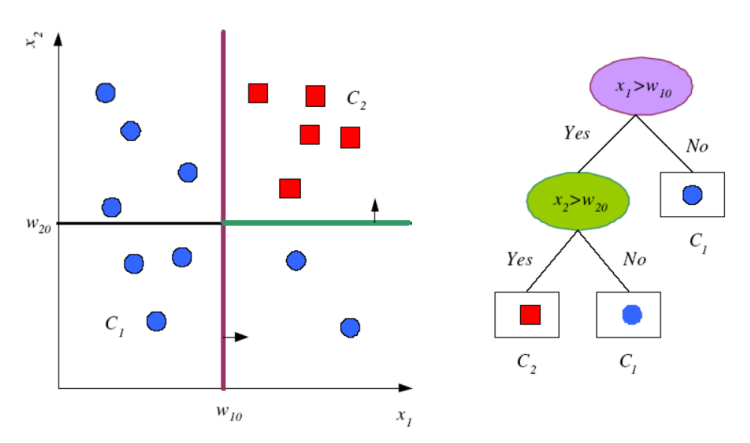 x₂
C₂
w₂₀
C₁
w₁₀
x₁
x₁>w₁₀
Yes
No
x₂>w₂₀
C₁
Yes
No
C₂
C₁